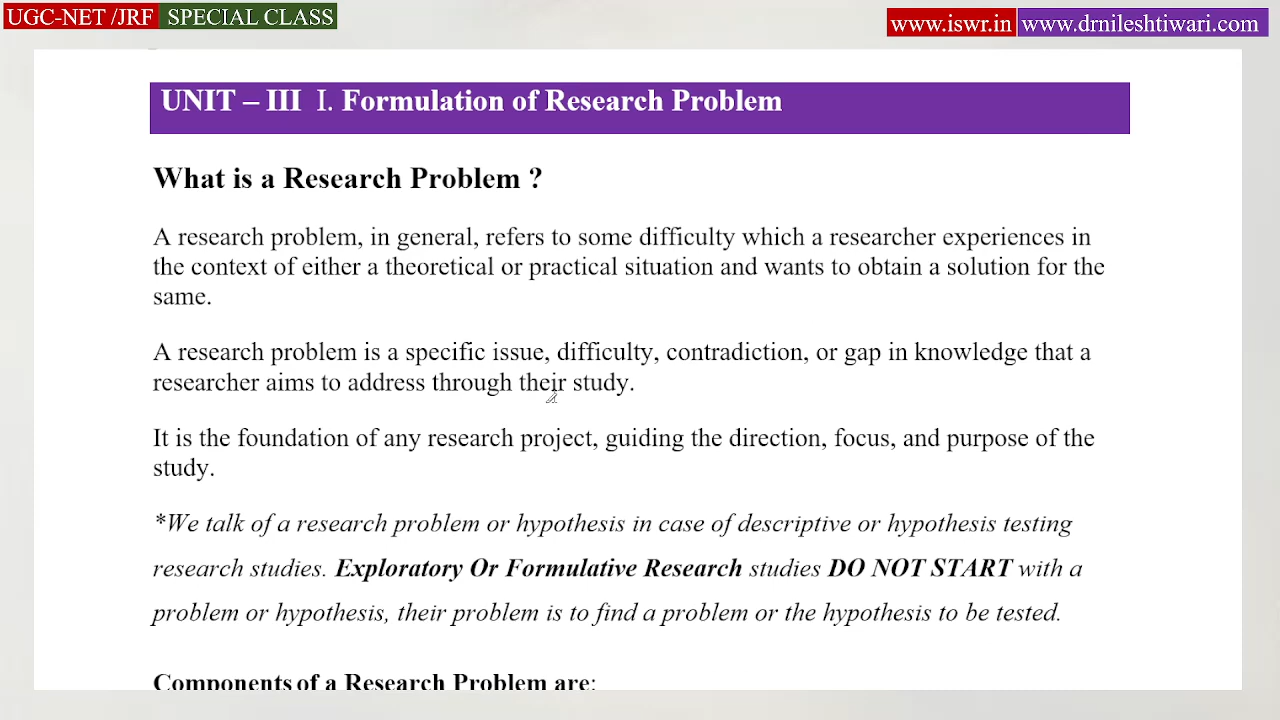 UGC-NET /JRF SPECIAL CLASS
www.iswr.in www.drnileshtiwari.com
UNIT – III I. Formulation of Research Problem
What is a Research Problem ?
A research problem, in general, refers to some difficulty which a researcher experiences in
the context of either a theoretical or practical situation and wants to obtain a solution for the
same.
A research problem is a specific issue, difficulty, contradiction, or gap in knowledge that a
researcher aims to address through their study.
It is the foundation of any research project, guiding the direction, focus, and purpose of the
study.
*We talk of a research problem or hypothesis in case of descriptive or hypothesis testing
research studies. Exploratory Or Formulative Research studies DO NOT START with a
problem or hypothesis, their problem is to find a problem or the hypothesis to be tested.
Components of a Research Problem are: